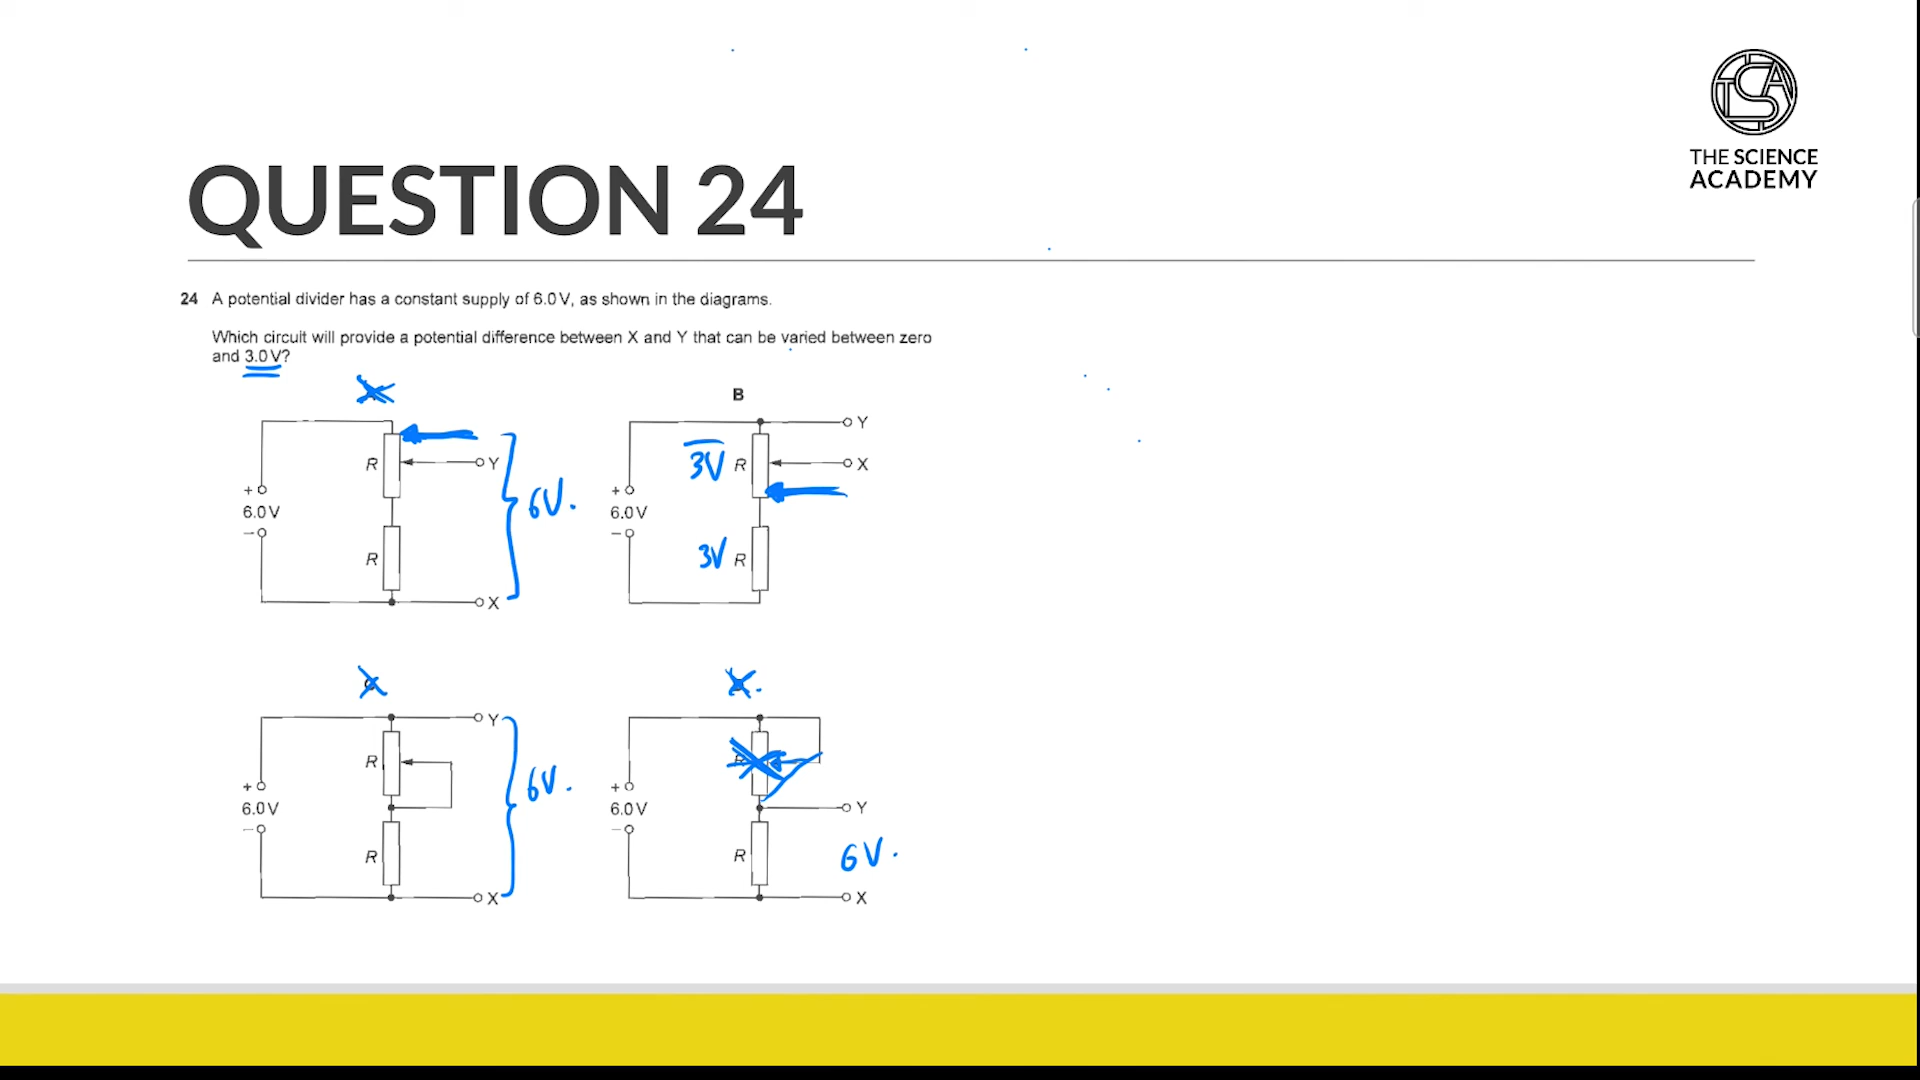 THE SCIENCE
ACADEMY
QUESTION 24
24 A potential divider has a constant supply of 6.0 V, as shown in the diagrams.
Which circuit will provide a potential difference between X and Y that can be varied between zero
and 3.0 V?
B
R
Y
+
6.0 V
−
R
X
6V.
Y
3V R
X
+
6.0 V
−
3V R
Y
R
+
6.0 V
−
R
X
6V.
R
+
6.0 V
−
Y
R
6V.
X